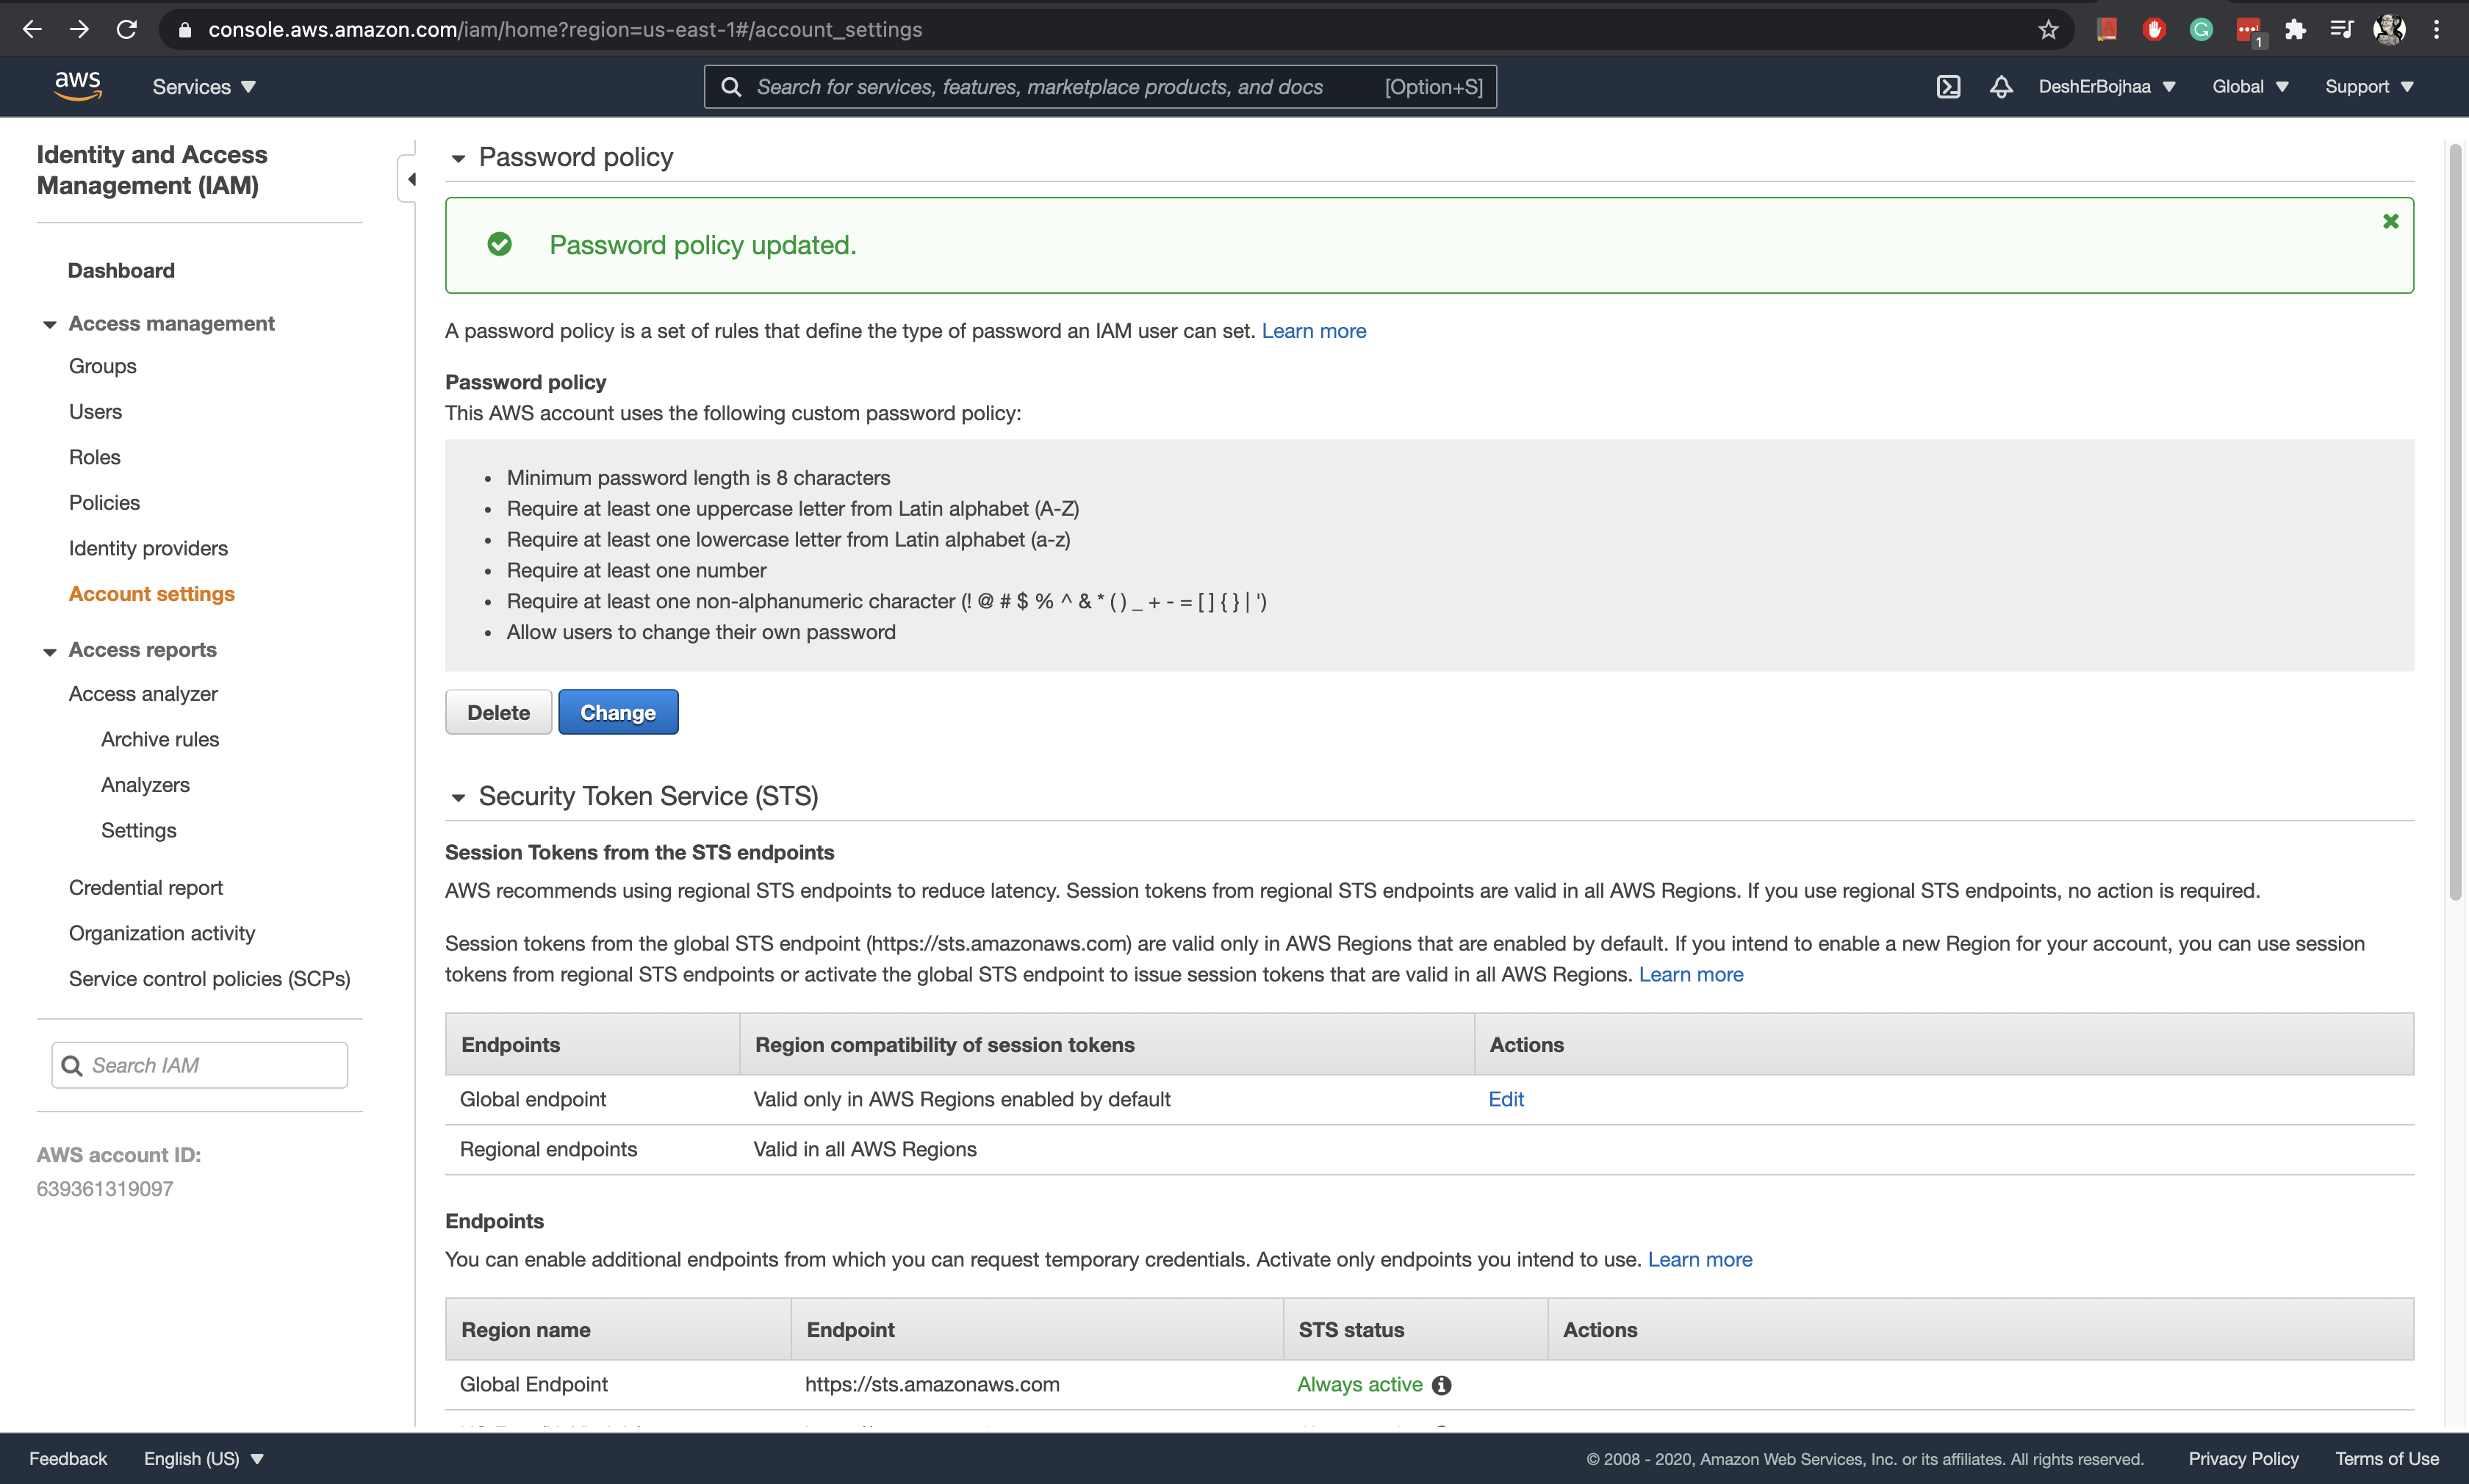 console.aws.amazon.com/iam/home?region=us-east-1#/account_settings
1
aws
Services
Search for services, features, marketplace products, and docs
[Option+S]
DeshErBojhaa
Global
Support
Identity and Access
Management (IAM)
Dashboard
Access management
Groups
Users
Roles
Policies
Identity providers
Account settings
Access reports
Access analyzer
Archive rules
Analyzers
Settings
Credential report
Organization activity
Service control policies (SCPs)
Search IAM
AWS account ID:
639361319097
Password policy
Password policy updated.
A password policy is a set of rules that define the type of password an IAM user can set. Learn more
Password policy
This AWS account uses the following custom password policy:
• Minimum password length is 8 characters
• Require at least one uppercase letter from Latin alphabet (A-Z)
• Require at least one lowercase letter from Latin alphabet (a-z)
• Require at least one number
• Require at least one non-alphanumeric character (! @ # $ % ^ & * ( ) _ + - = [ ] { } | ')
• Allow users to change their own password
Delete
Change
Security Token Service (STS)
Session Tokens from the STS endpoints
AWS recommends using regional STS endpoints to reduce latency. Session tokens from regional STS endpoints are valid in all AWS Regions. If you use regional STS endpoints, no action is required.
Session tokens from the global STS endpoint (https://sts.amazonaws.com) are valid only in AWS Regions that are enabled by default. If you intend to enable a new Region for your account, you can use session
tokens from regional STS endpoints or activate the global STS endpoint to issue session tokens that are valid in all AWS Regions. Learn more
Endpoints Region compatibility of session tokens Actions
Global endpoint Valid only in AWS Regions enabled by default Edit
Regional endpoints Valid in all AWS Regions
Endpoints
You can enable additional endpoints from which you can request temporary credentials. Activate only endpoints you intend to use. Learn more
Region name Endpoint STS status Actions
Global Endpoint https://sts.amazonaws.com Always active
Feedback
English (US)
© 2008 - 2020, Amazon Web Services, Inc. or its affiliates. All rights reserved.
Privacy Policy
Terms of Use